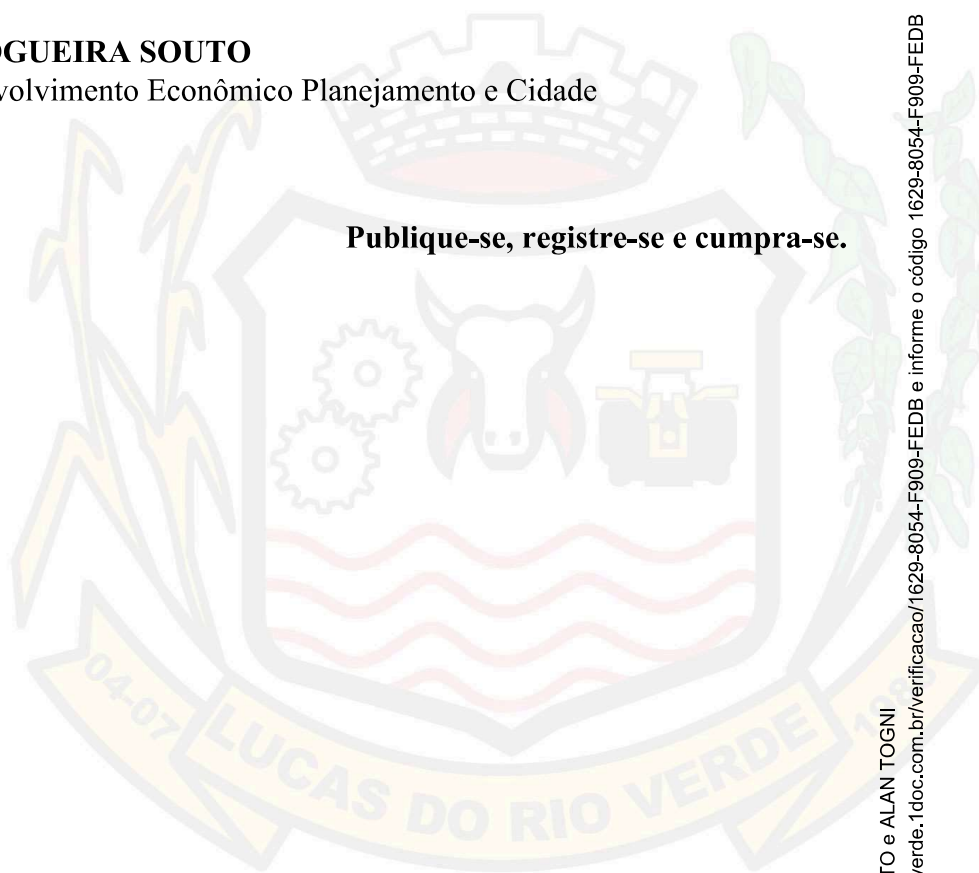 OGUEIRA SOUTO
volvimento Econômico Planejamento e Cidade
Publique-se, registre-se e cumpra-se.
04-07
LUCAS DO RIO VERDE
1988
TO e ALAN TOGNI
verde.1doc.com.br/verificacao/1629-8054-F909-FEDB e informe o código 1629-8054-F909-FEDB